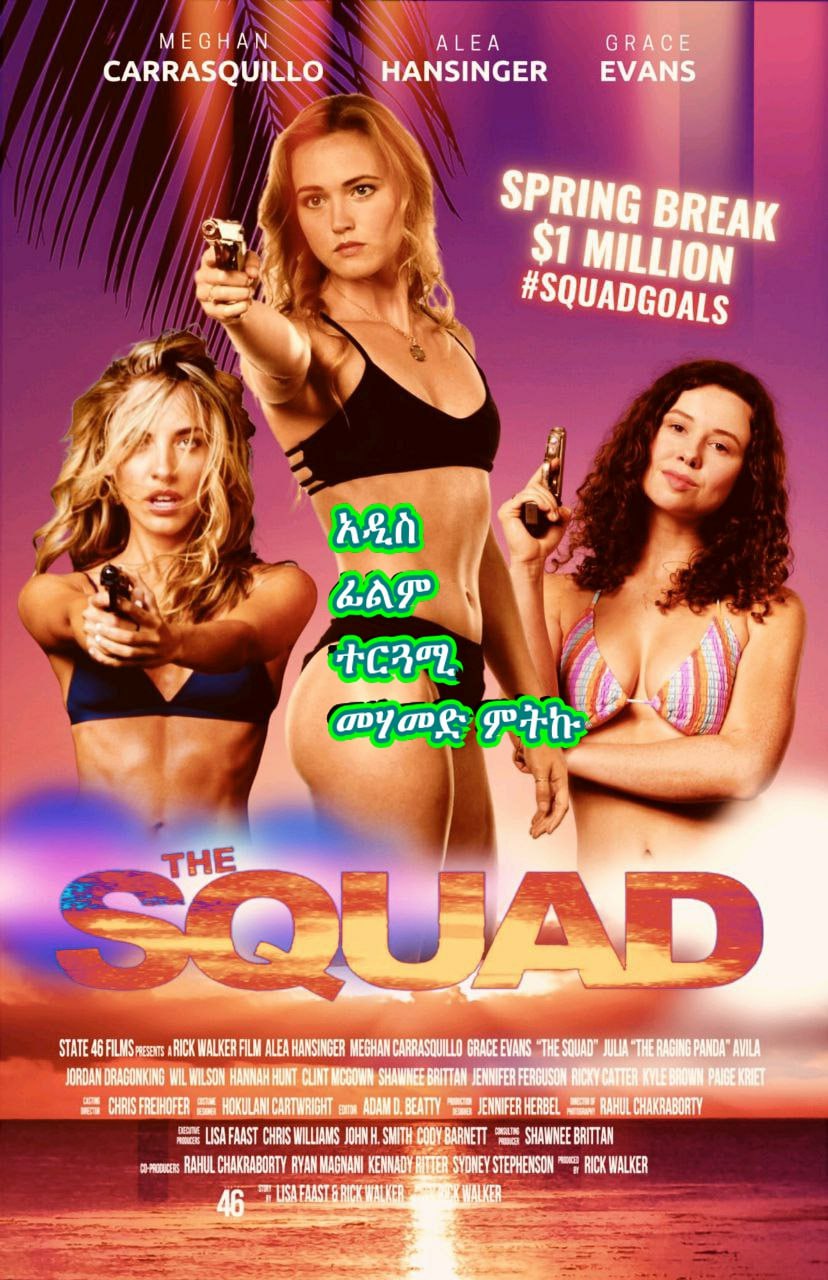 MEGHAN ALEA GRACE
CARRASQUILLO HANSINGER EVANS
SPRING BREAK
$1 MILLION
#SQUADGOALS
አዲስ
ፊልም
ተርጓሚ
መሃመድ ምትኩ
THE
SQUAD
STATE 46 FILMS PRESENTS A RICK WALKER FILM ALEA HANSINGER MEGHAN CARRASQUILLO GRACE EVANS "THE SQUAD" JULIA "THE RAGING PANDA" AVILA
JORDAN DRAGONKING WIL WILSON HANNAH HUNT CLINT MCGOWN SHAWNEE BRITTAN JENNIFER FERGUSON RICKY CATTER KYLE BROWN PAIGE KRIET
CASTING DIRECTOR CHRIS FREIHOFER COSTUME DESIGNER HOKULANI CARTWRIGHT EDITOR ADAM D. BEATTY PRODUCTION DESIGNER JENNIFER HERBEL DIRECTOR OF PHOTOGRAPHY RAHUL CHAKRABORTY
EXECUTIVE PRODUCERS LISA FAAST CHRIS WILLIAMS JOHN H. SMITH CODY BARNETT CONSULTING PRODUCER SHAWNEE BRITTAN
CO-PRODUCERS RAHUL CHAKRABORTY RYAN MAGNANI KENNADY RITTER SYDNEY STEPHENSON PRODUCED BY RICK WALKER
46 STORY BY LISA FAAST & RICK WALKER RICK WALKER